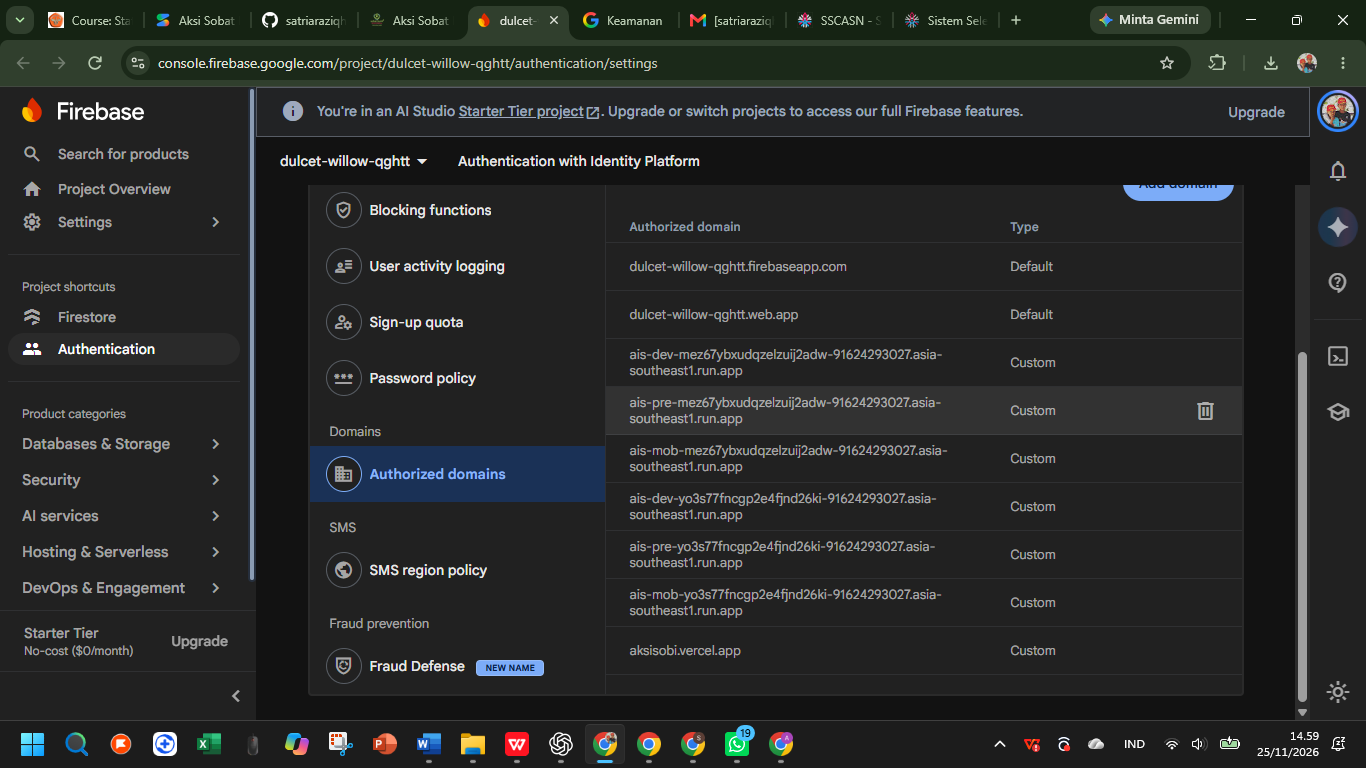 Course: Sta
Aksi Sobat
satriaraziqh
Aksi Sobat
dulcet-
Keamanan
[satriaraziq
SSCASN - S
Sistem Sele
Minta Gemini
console.firebase.google.com/project/dulcet-willow-qghtt/authentication/settings
Firebase
Search for products
Project Overview
Settings
Project shortcuts
Firestore
Authentication
Product categories
Databases & Storage
Security
AI services
Hosting & Serverless
DevOps & Engagement
Starter Tier
No-cost ($0/month)
Upgrade
You're in an AI Studio Starter Tier project. Upgrade or switch projects to access our full Firebase features.
Upgrade
dulcet-willow-qghtt
Authentication with Identity Platform
Blocking functions
User activity logging
Sign-up quota
Password policy
Domains
Authorized domains
SMS
SMS region policy
Fraud prevention
Fraud Defense
NEW NAME
Add domain
Authorized domain Type
dulcet-willow-qghtt.firebaseapp.com Default
dulcet-willow-qghtt.web.app Default
ais-dev-mez67ybxudqzelzuij2adw-91624293027.asia-
southeast1.run.app
Custom
ais-pre-mez67ybxudqzelzuij2adw-91624293027.asia-
southeast1.run.app
Custom
ais-mob-mez67ybxudqzelzuij2adw-91624293027.asia-
southeast1.run.app
Custom
ais-dev-yo3s77fncgp2e4fjnd26ki-91624293027.asia-
southeast1.run.app
Custom
ais-pre-yo3s77fncgp2e4fjnd26ki-91624293027.asia-
southeast1.run.app
Custom
ais-mob-yo3s77fncgp2e4fjnd26ki-91624293027.asia-
southeast1.run.app
Custom
aksisobi.vercel.app Custom
19
IND
14.59
25/11/2026